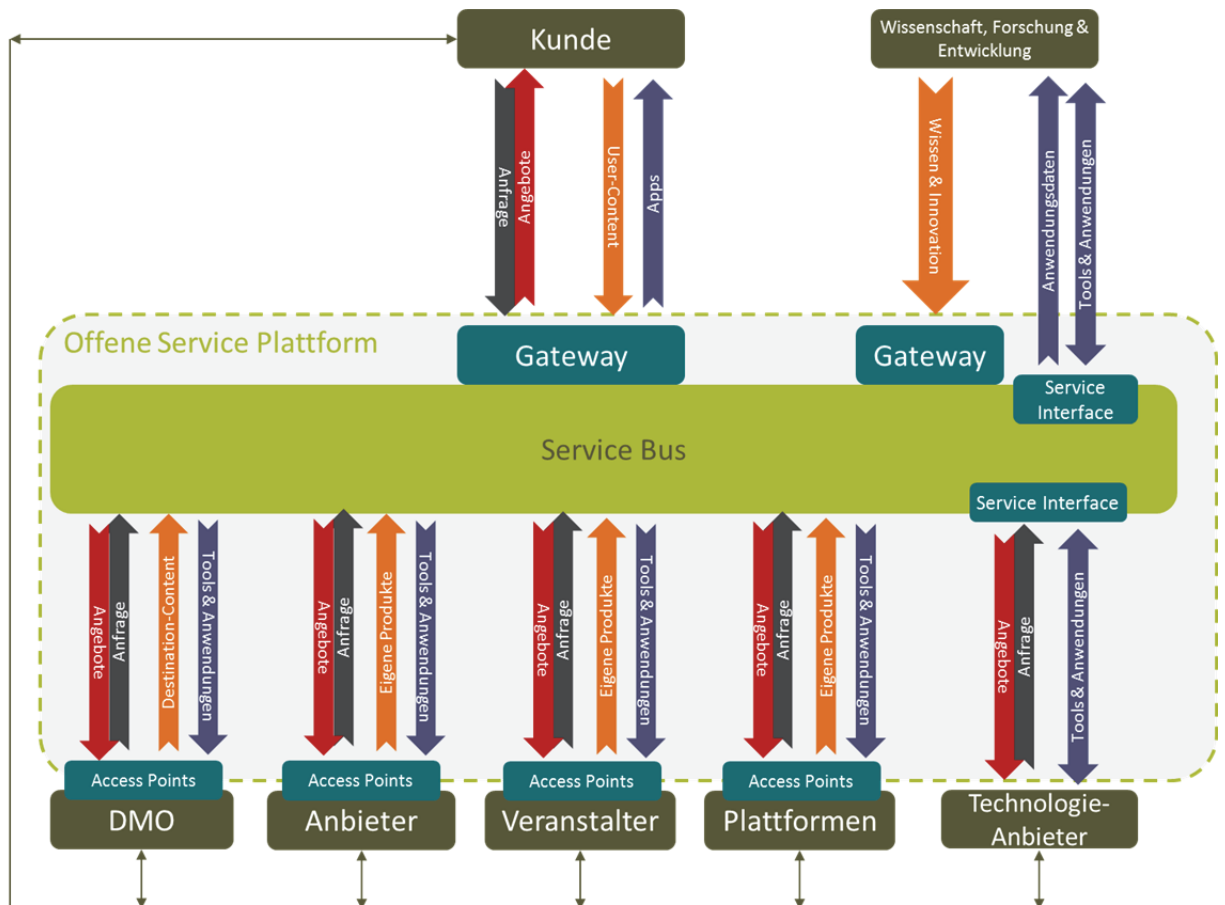 Kunde
Wissenschaft, Forschung &
Entwicklung
Anfrage
Angebote
User-Content
Apps
Wissen & Innovation
Anwendungsdaten
Tools & Anwendungen
Offene Service Plattform
Gateway
Gateway
Service
Interface
Service Bus
Service Interface
Angebote
Anfrage
Destination-Content
Tools & Anwendungen
Angebote
Anfrage
Eigene Produkte
Tools & Anwendungen
Angebote
Anfrage
Eigene Produkte
Tools & Anwendungen
Angebote
Anfrage
Eigene Produkte
Tools & Anwendungen
Angebote
Anfrage
Tools & Anwendungen
Access Points
Access Points
Access Points
Access Points
DMO
Anbieter
Veranstalter
Plattformen
Technologie-
Anbieter